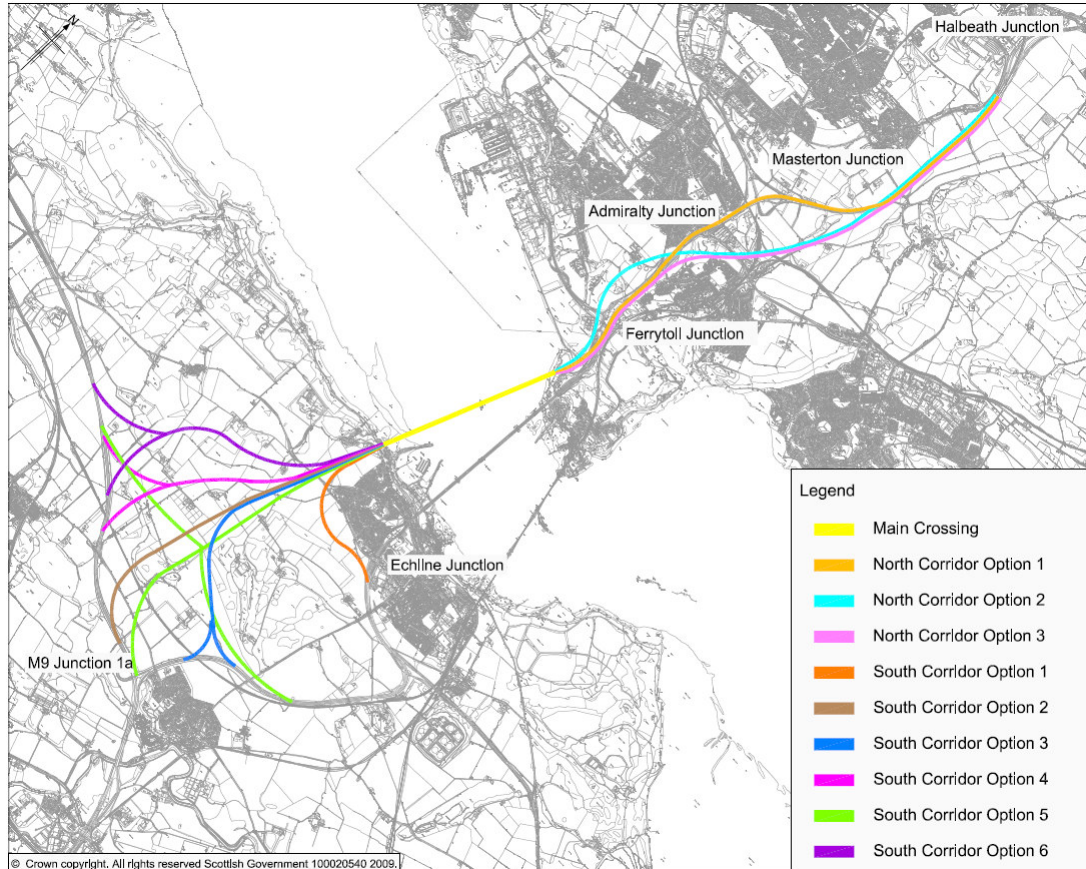 N
Halbeath Junction
Masterton Junction
Admiralty Junction
Ferrytoll Junction
Echline Junction
M9 Junction 1a
Legend
Main Crossing
North Corridor Option 1
North Corridor Option 2
North Corridor Option 3
South Corridor Option 1
South Corridor Option 2
South Corridor Option 3
South Corridor Option 4
South Corridor Option 5
South Corridor Option 6
© Crown copyright. All rights reserved Scottish Government 100020540 2009.